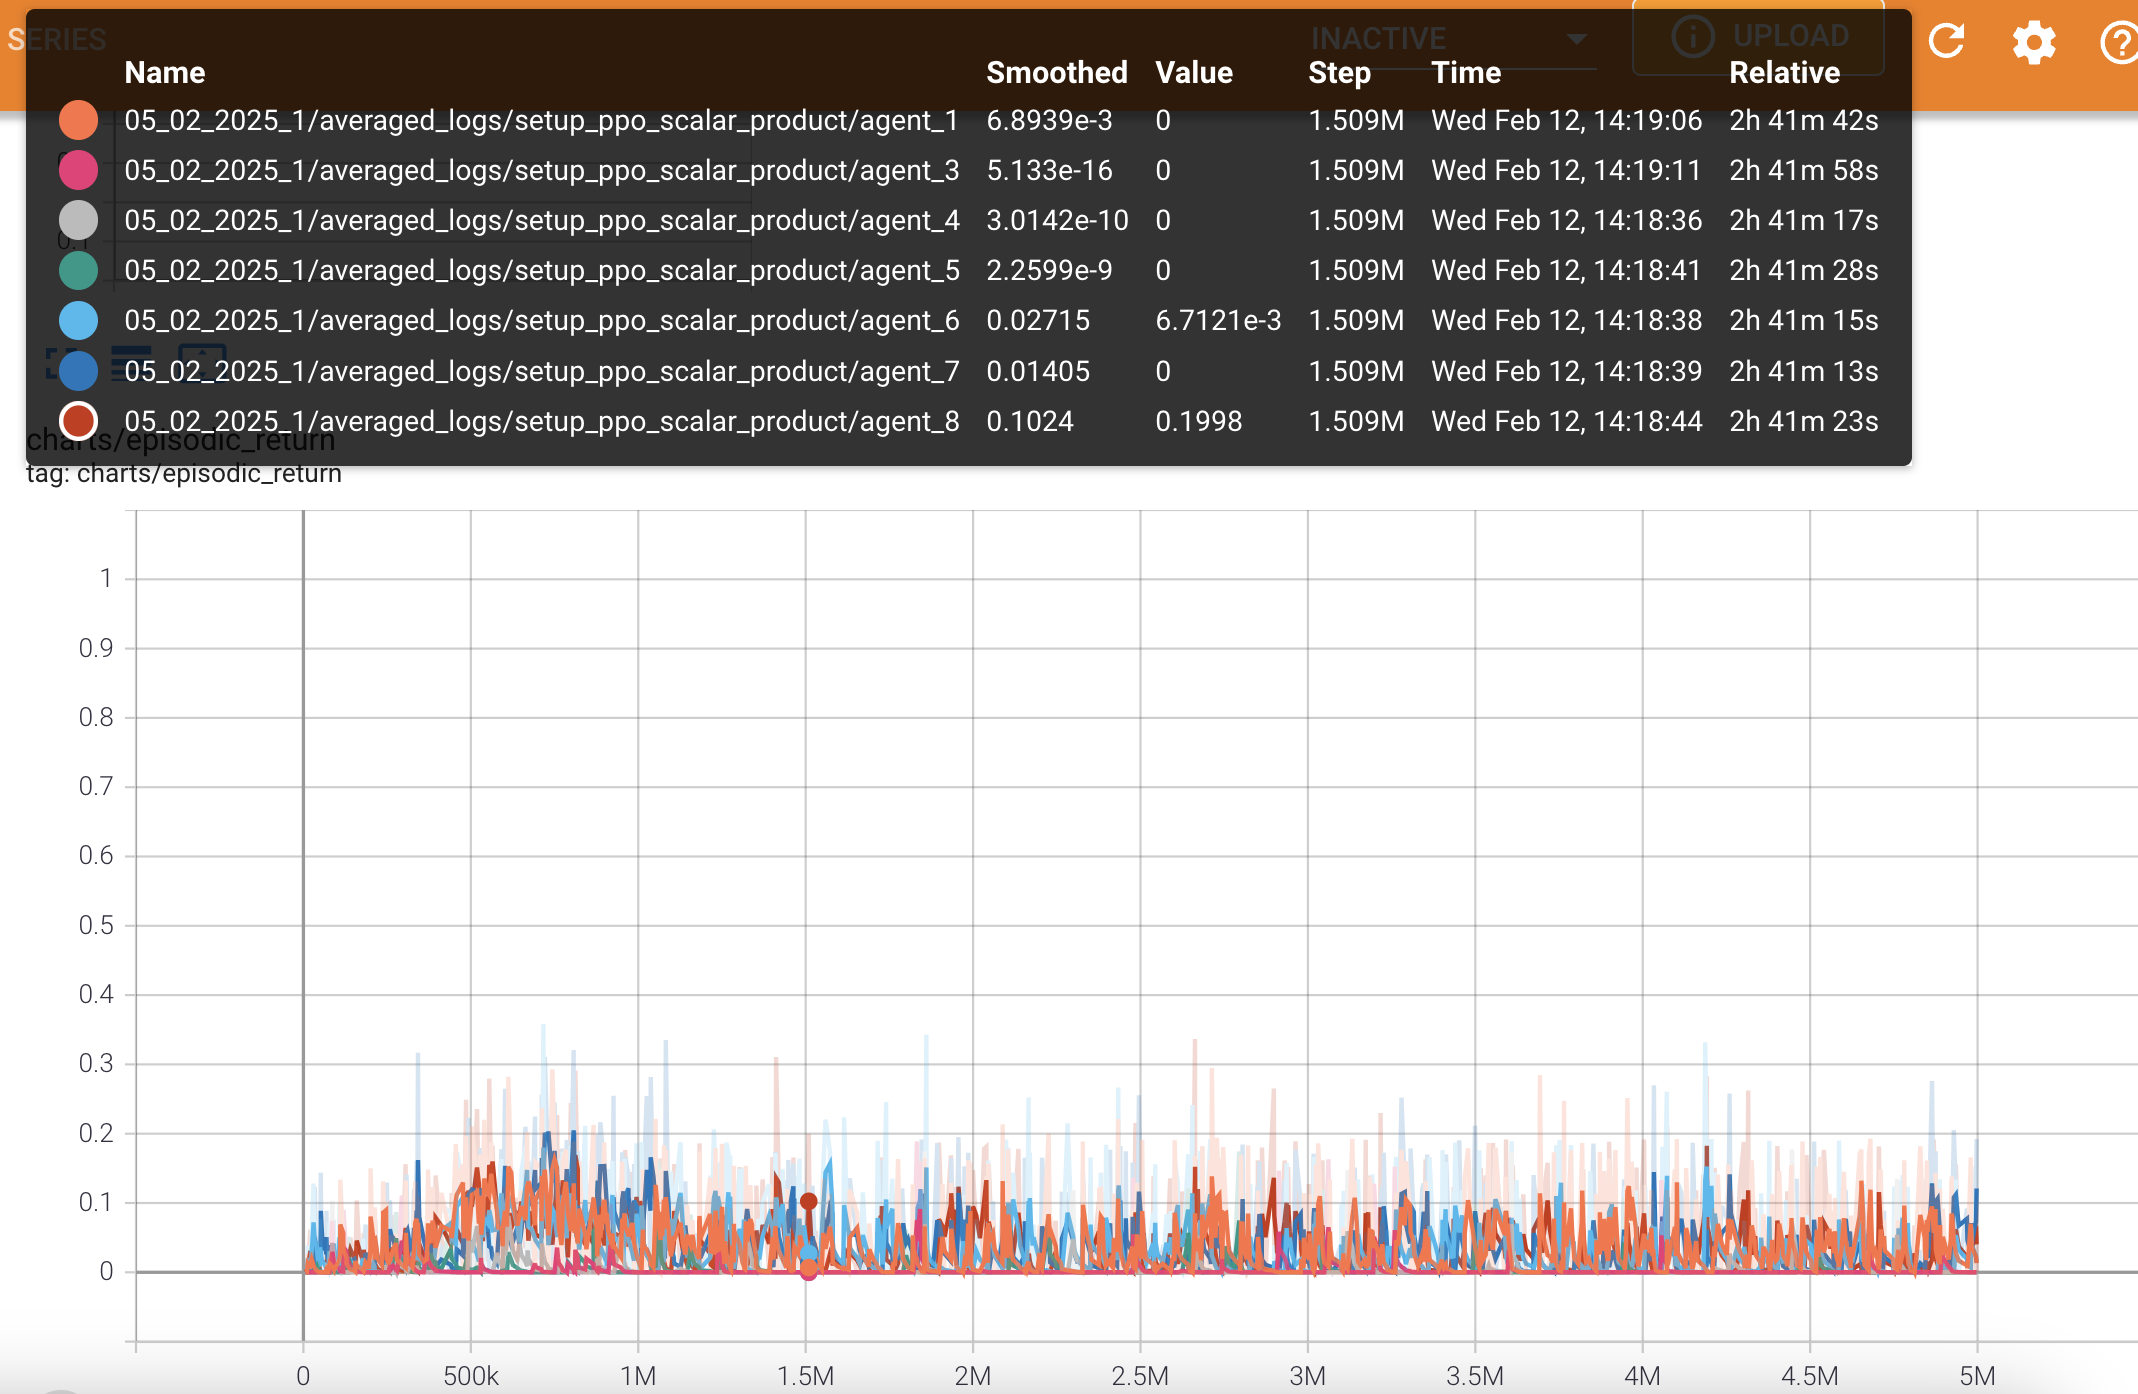 SERIES
INACTIVE
UPLOAD
Name Smoothed Value Step Time Relative
05_02_2025_1/averaged_logs/setup_ppo_scalar_product/agent_1 6.8939e-3 0 1.509M Wed Feb 12, 14:19:06 2h 41m 42s
05_02_2025_1/averaged_logs/setup_ppo_scalar_product/agent_3 5.133e-16 0 1.509M Wed Feb 12, 14:19:11 2h 41m 58s
05_02_2025_1/averaged_logs/setup_ppo_scalar_product/agent_4 3.0142e-10 0 1.509M Wed Feb 12, 14:18:36 2h 41m 17s
05_02_2025_1/averaged_logs/setup_ppo_scalar_product/agent_5 2.2599e-9 0 1.509M Wed Feb 12, 14:18:41 2h 41m 28s
05_02_2025_1/averaged_logs/setup_ppo_scalar_product/agent_6 0.02715 6.7121e-3 1.509M Wed Feb 12, 14:18:38 2h 41m 15s
05_02_2025_1/averaged_logs/setup_ppo_scalar_product/agent_7 0.01405 0 1.509M Wed Feb 12, 14:18:39 2h 41m 13s
05_02_2025_1/averaged_logs/setup_ppo_scalar_product/agent_8 0.1024 0.1998 1.509M Wed Feb 12, 14:18:44 2h 41m 23s
charts/episodic_return
tag: charts/episodic_return
1
0.9
0.8
0.7
0.6
0.5
0.4
0.3
0.2
0.1
0
0 500k 1M 1.5M 2M 2.5M 3M 3.5M 4M 4.5M 5M